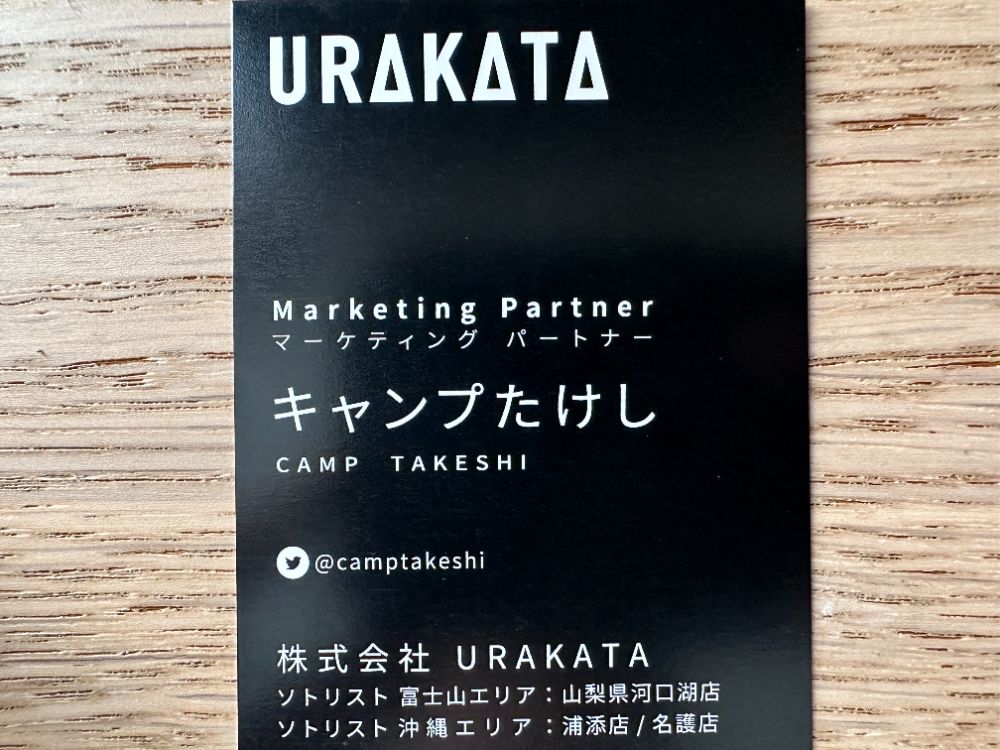 URAKATA
Marketing Partner
マーケティング パートナー
キャンプたけし
CAMP TAKESHI
@camptakeshi
株式会社 URAKATA
ソトリスト 富士山エリア：山梨県河口湖店
ソトリスト 沖縄エリア：浦添店 / 名護店